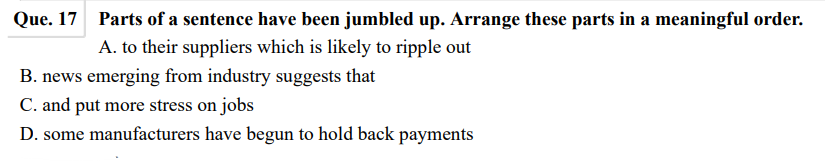 Que. 17 Parts of a sentence have been jumbled up. Arrange these parts in a meaningful order.
A. to their suppliers which is likely to ripple out
B. news emerging from industry suggests that
C. and put more stress on jobs
D. some manufacturers have begun to hold back payments